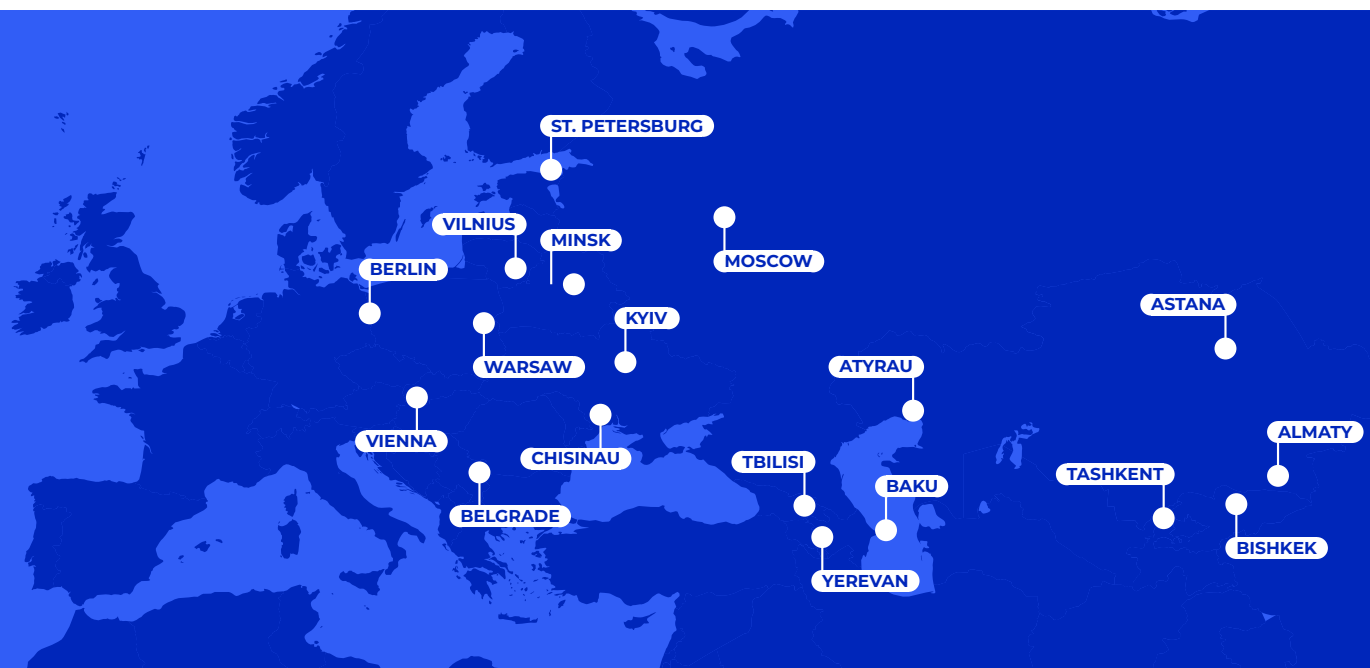 ST. PETERSBURG
VILNIUS
MINSK
MOSCOW
BERLIN
ASTANA
KYIV
WARSAW
ATYRAU
VIENNA
CHISINAU
ALMATY
TBILISI
TASHKENT
BAKU
BELGRADE
BISHKEK
YEREVAN